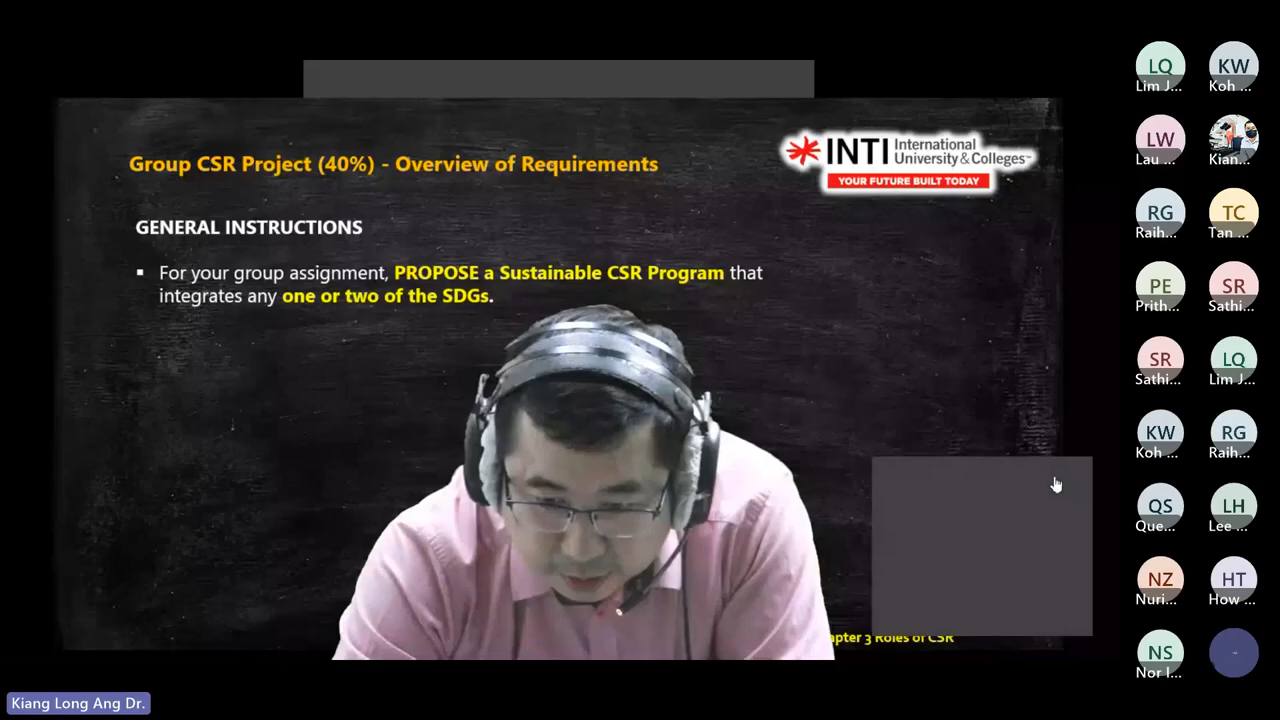 Group CSR Project (40%) - Overview of Requirements
INTI International
University & Colleges
YOUR FUTURE BUILT TODAY
GENERAL INSTRUCTIONS
▪ For your group assignment, PROPOSE a Sustainable CSR Program that
integrates any one or two of the SDGs.
apter 3 Roles of CSR
LQ KW
Lim J... Koh ...
LW
Lau ... Kian...
RG TC
Raih... Tan ...
PE SR
Prith... Sathi...
SR LQ
Sathi... Lim J...
KW RG
Koh ... Raih...
QS LH
Que... Lee ...
NZ HT
Nuri... How ...
NS
Nor I...
Kiang Long Ang Dr.